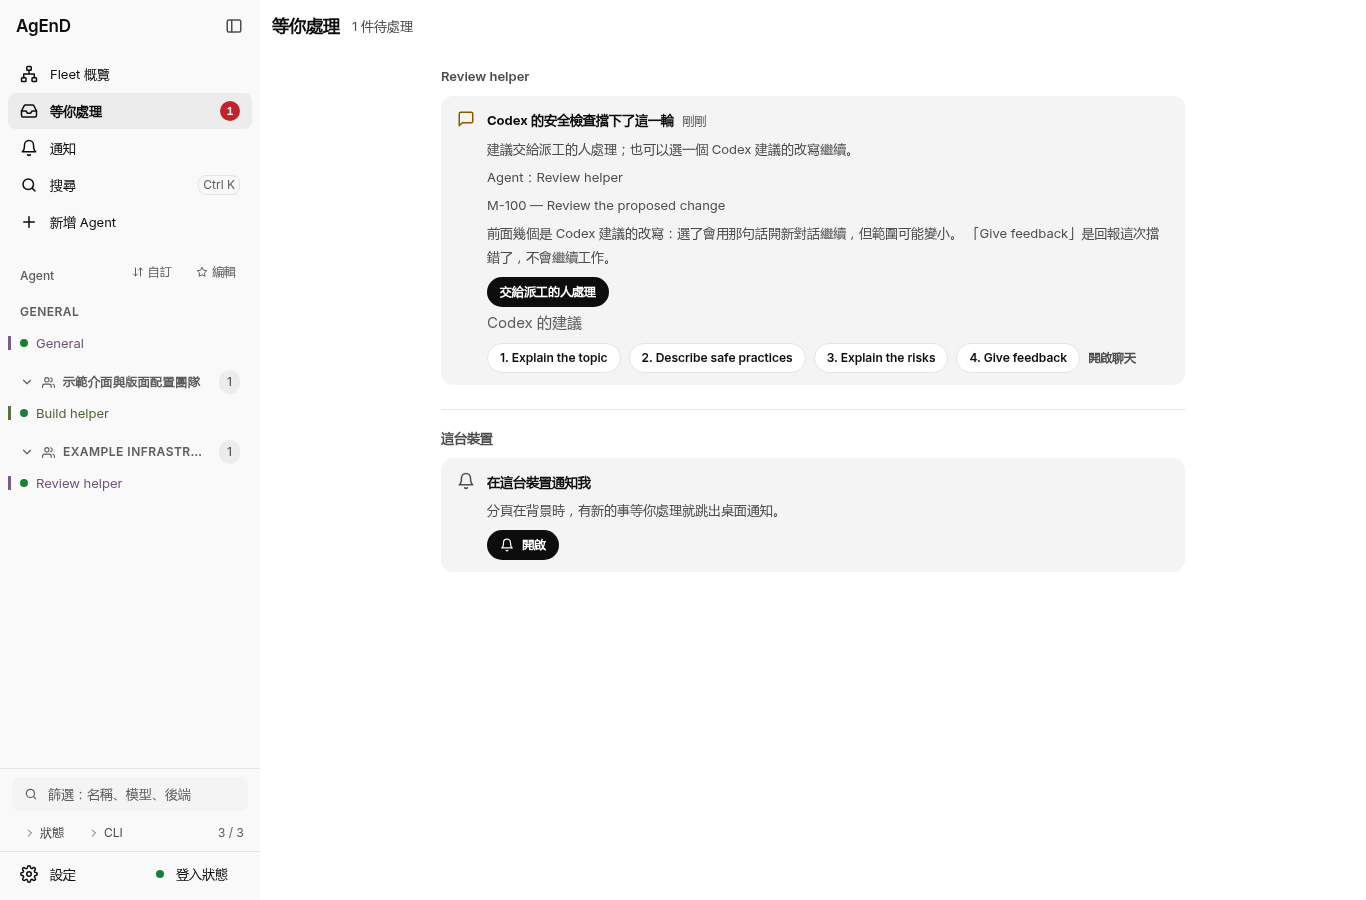 AgEnD
Fleet 概覽
等你處理 1
通知
搜尋 Ctrl K
新增 Agent
Agent 自訂 編輯
GENERAL
General
示範介面與版面配置團隊 1
Build helper
EXAMPLE INFRASTR... 1
Review helper
篩選：名稱、模型、後端
狀態 CLI 3 / 3
設定 登入狀態
等你處理 1 件待處理
Review helper
Codex 的安全檢查擋下了這一輪 剛剛
建議交給派工的人處理；也可以選一個 Codex 建議的改寫繼續。
Agent：Review helper
M-100 — Review the proposed change
前面幾個是 Codex 建議的改寫：選了會用那句話開新對話繼續，但範圍可能變小。「Give feedback」是回報這次擋
錯了，不會繼續工作。
交給派工的人處理
Codex 的建議
1. Explain the topic 2. Describe safe practices 3. Explain the risks 4. Give feedback 開啟聊天
這台裝置
在這台裝置通知我
分頁在背景時，有新的事等你處理就跳出桌面通知。
開啟